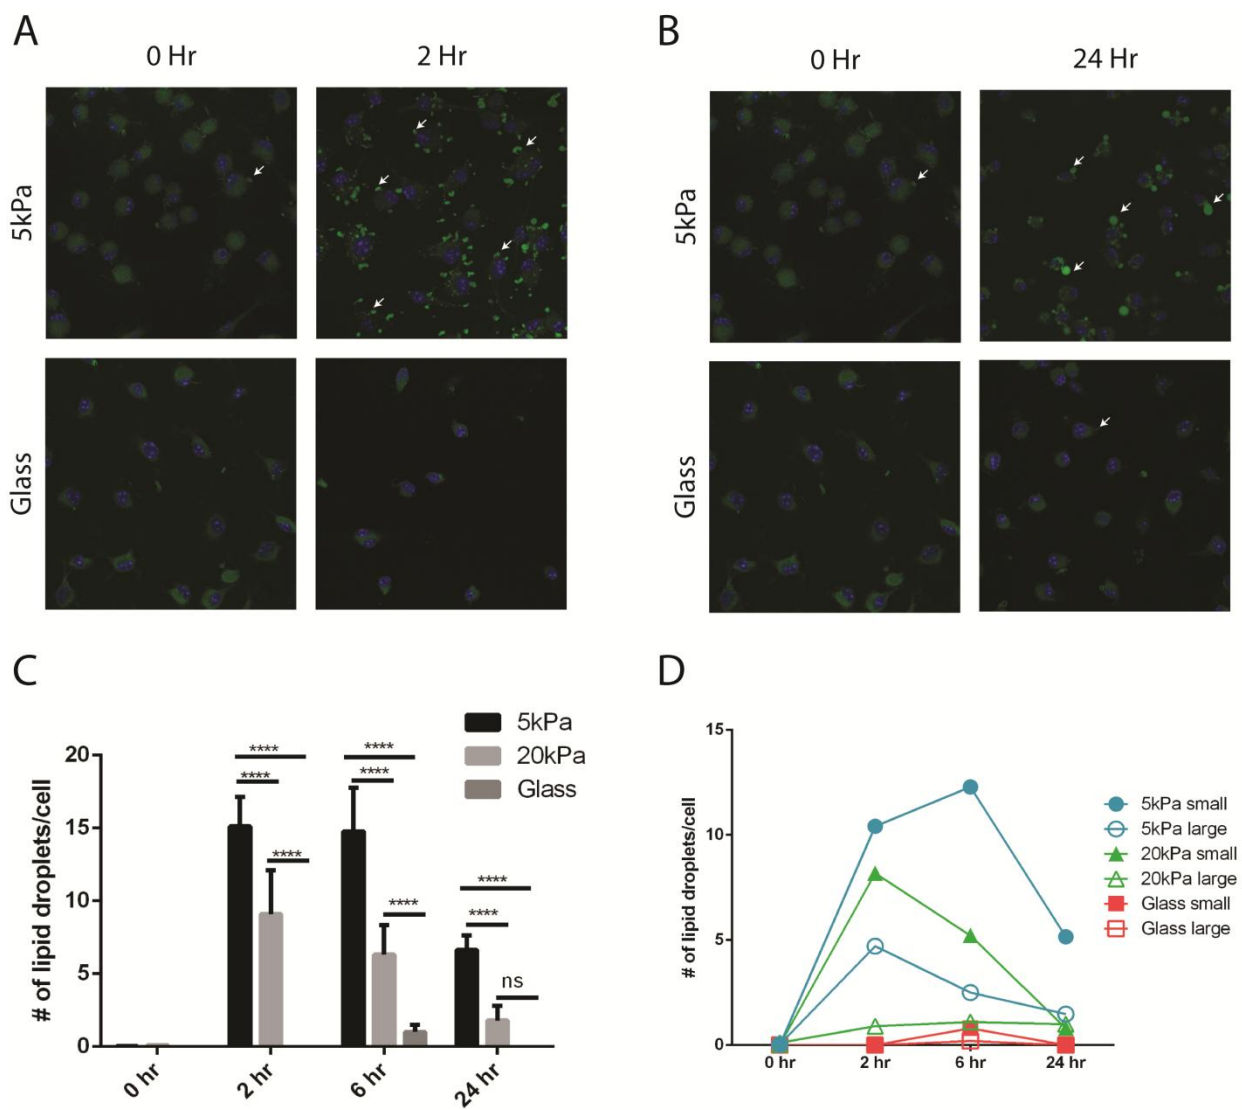 A
0 Hr
2 Hr
5kPa
Glass
B
0 Hr
24 Hr
5kPa
Glass
C
5kPa
20kPa
Glass
# of lipid droplets/cell
20
15
10
5
0
****
****
****
****
****
****
****
****
ns
0 hr
2 hr
6 hr
24 hr
D
# of lipid droplets/cell
15
10
5
0
0 hr
2 hr
6 hr
24 hr
5kPa small
5kPa large
20kPa small
20kPa large
Glass small
Glass large